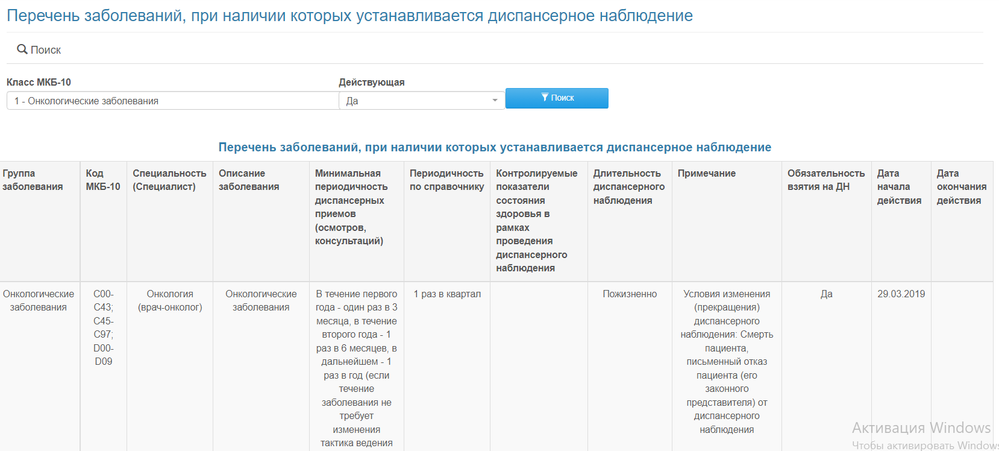 Перечень заболеваний, при наличии которых устанавливается диспансерное наблюдение
Поиск
Класс МКБ-10
Действующая
1 - Онкологические заболевания
Да
Поиск
Перечень заболеваний, при наличии которых устанавливается диспансерное наблюдение
Группа
заболевания
Код
МКБ-10
Специальность
(Специалист)
Описание
заболевания
Минимальная
периодичность
диспансерных
приемов
(осмотров,
консультаций)
Периодичность
по справочнику
Контролируемые
показатели
состояния
здоровья в
рамках
проведения
диспансерного
наблюдения
Длительность
диспансерного
наблюдения
Примечание
Обязательность
взятия на ДН
Дата
начала
действия
Дата
окончания
действия
Онкологические
заболевания
C00-
C43;
C45-
C97;
D00-
D09
Онкология
(врач-онколог)
Онкологические
заболевания
В течение первого
года - один раз в 3
месяца, в течение
второго года - 1
раз в 6 месяцев, в
дальнейшем - 1
раз в год (если
течение
заболевания не
требует
изменения
тактика ведения
1 раз в квартал
Пожизненно
Условия изменения
(прекращения)
диспансерного
наблюдения: Смерть
пациента,
письменный отказ
пациента (его
законного
представителя) от
диспансерного
наблюдения
Да
29.03.2019
Активация Windows
Чтобы активировать Windows